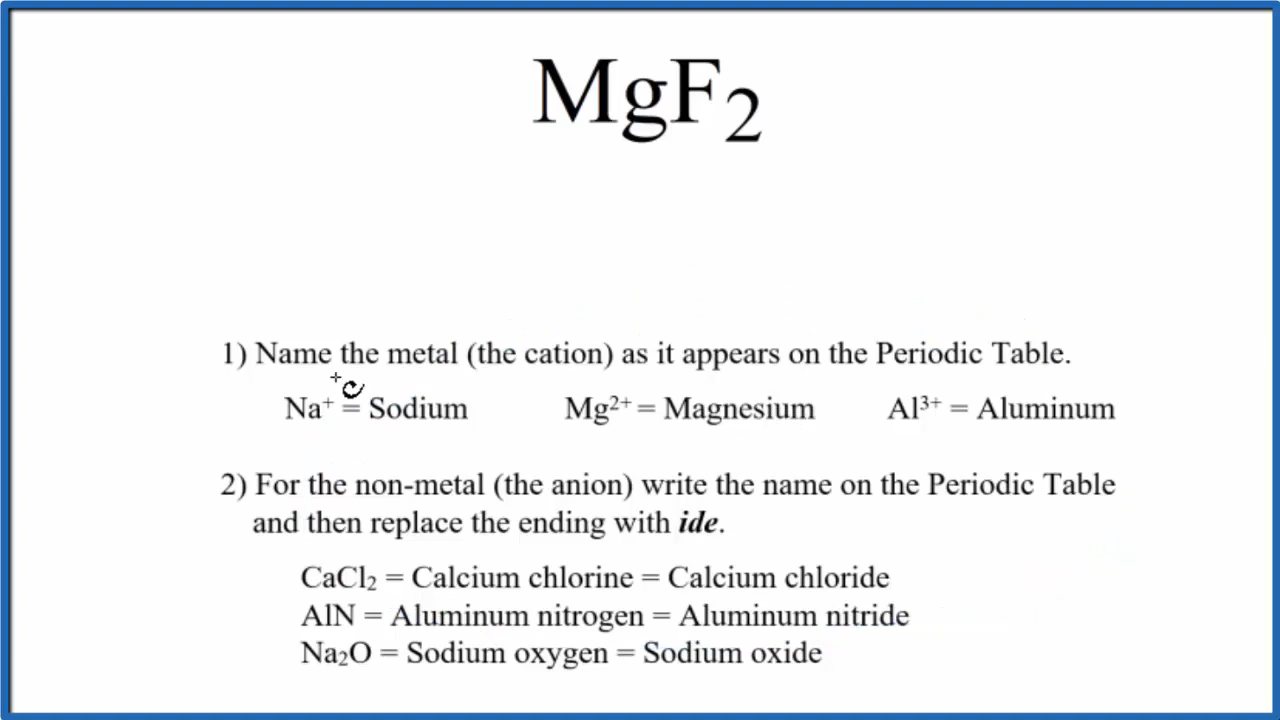 MgF₂
1) Name the metal (the cation) as it appears on the Periodic Table.
Na⁺ = Sodium Mg²⁺ = Magnesium Al³⁺ = Aluminum
2) For the non-metal (the anion) write the name on the Periodic Table
and then replace the ending with ide.
CaCl₂ = Calcium chlorine = Calcium chloride
AlN = Aluminum nitrogen = Aluminum nitride
Na₂O = Sodium oxygen = Sodium oxide